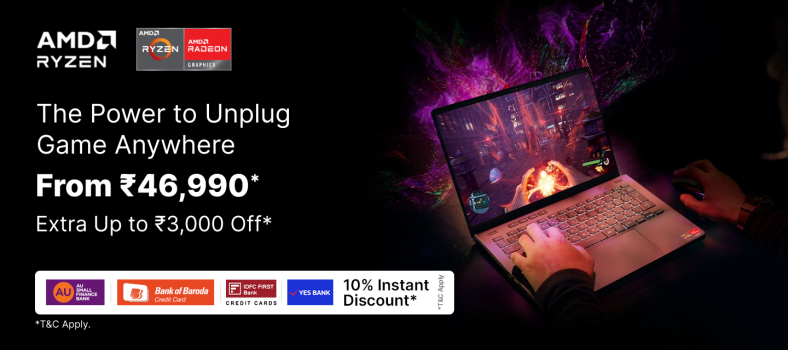 AMD
RYZEN
AMD
RYZEN
AMD
RADEON
GRAPHICS
The Power to Unplug
Game Anywhere
From ₹46,990*
Extra Up to ₹3,000 Off*
AU
AU
SMALL
FINANCE
BANK
Bank of Baroda
Credit Card
IDFC FIRST
Bank
CREDIT CARDS
YES BANK
10% Instant
Discount*
*T&C Apply
*T&C Apply.